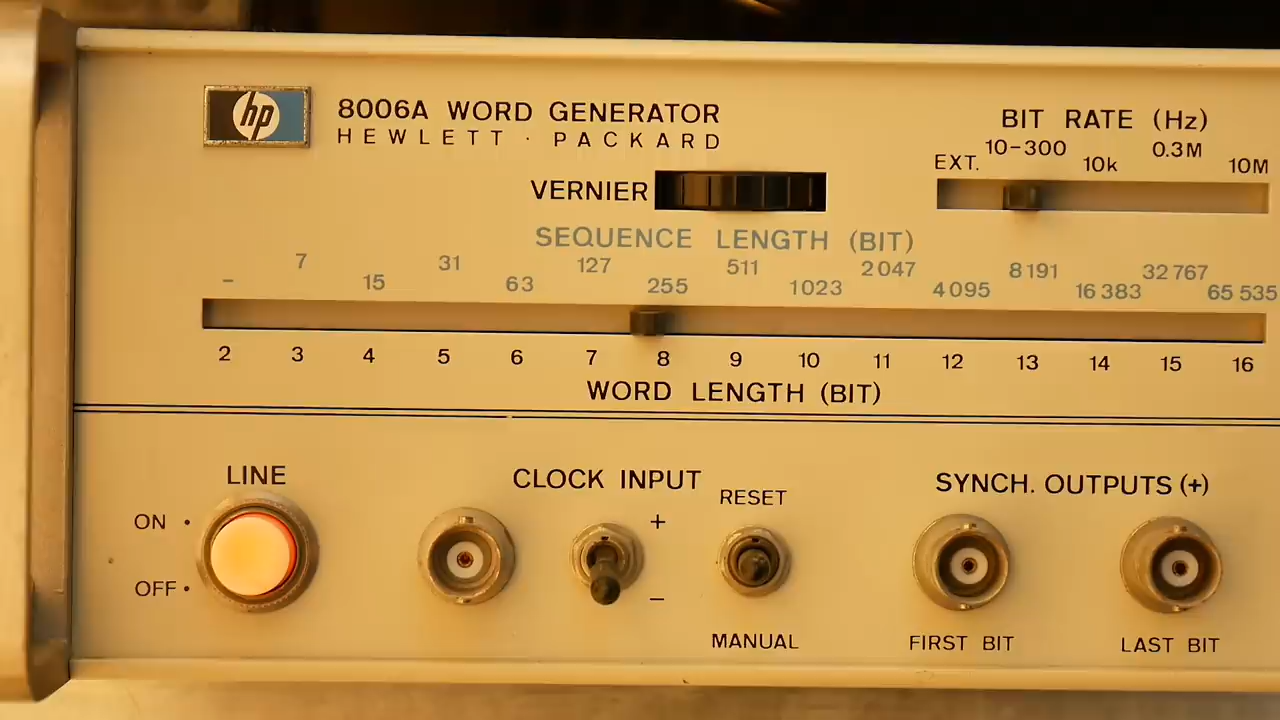 hp
8006A WORD GENERATOR
HEWLETT · PACKARD
BIT RATE (Hz)
EXT. 10-300 10k 0.3M 10M
VERNIER
SEQUENCE LENGTH (BIT)
– 7 15 31 63 127 255 511 1023 2047 4095 8191 16383 32767 65535
2 3 4 5 6 7 8 9 10 11 12 13 14 15 16
WORD LENGTH (BIT)
LINE
ON •
OFF •
CLOCK INPUT
+
–
RESET
MANUAL
SYNCH. OUTPUTS (+)
FIRST BIT
LAST BIT